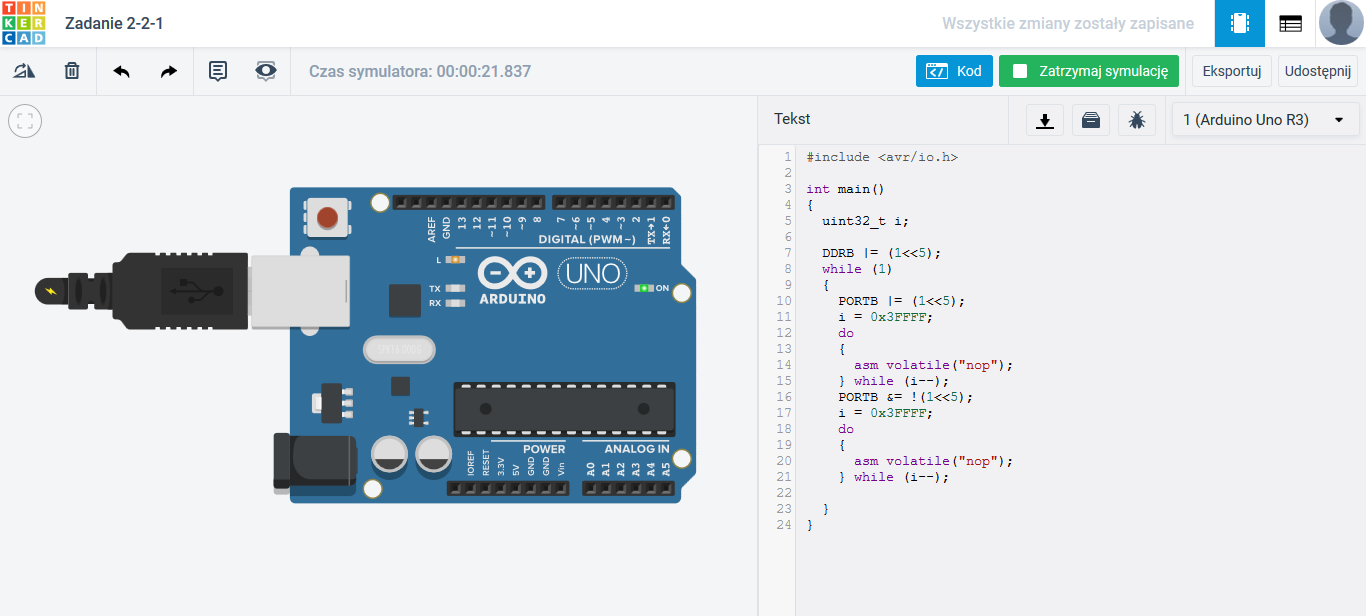 TIN
KER
CAD
Zadanie 2-2-1
Wszystkie zmiany zostały zapisane
Czas symulatora: 00:00:21.837
Kod
Zatrzymaj symulację
Eksportuj
Udostępnij
Tekst
1 (Arduino Uno R3)
AREF
GND
13
12
~11
~10
~9
8
7
~6
~5
4
~3
2
TX→1
RX←0
DIGITAL (PWM~)
L
TX
RX
ARDUINO
UNO
ON
POWER
ANALOG IN
IOREF
RESET
3.3V
5V
GND
GND
Vin
A0
A1
A2
A3
A4
A5
1 #include <avr/io.h>
2
3 int main()
4 {
5   uint32_t i;
6
7   DDRB |= (1<<5);
8   while (1)
9   {
10     PORTB |= (1<<5);
11     i = 0x3FFFF;
12     do
13     {
14       asm volatile("nop");
15     } while (i--);
16     PORTB &= !(1<<5);
17     i = 0x3FFFF;
18     do
19     {
20       asm volatile("nop");
21     } while (i--);
22
23   }
24 }